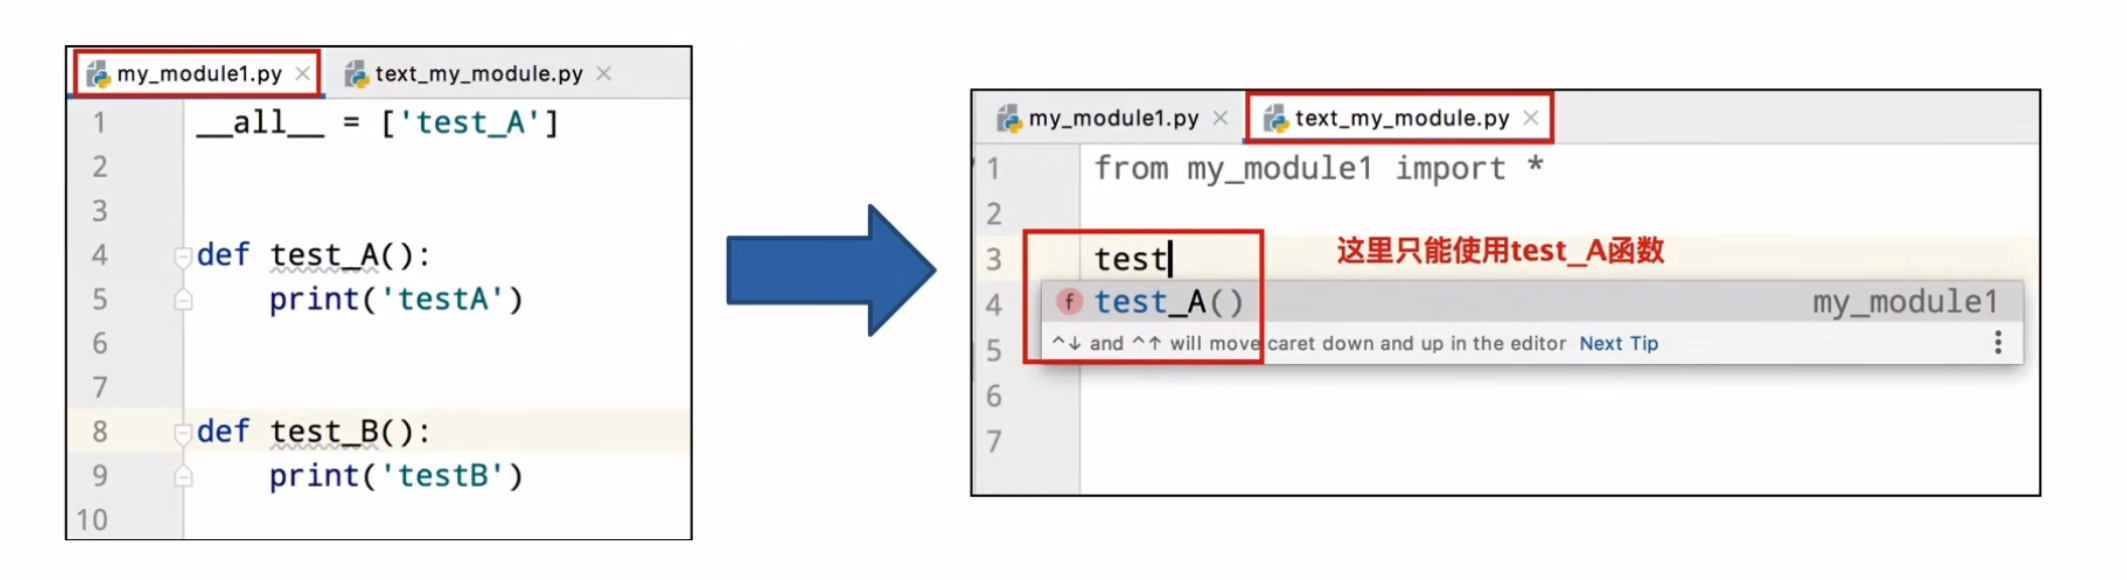 my_module1.py
text_my_module.py
1 __all__ = ['test_A']
2
3
4 def test_A():
5 print('testA')
6
7
8 def test_B():
9 print('testB')
10
my_module1.py
text_my_module.py
1 from my_module1 import *
2
3 test
这里只能使用test_A函数
4 f test_A() my_module1
5 ^↓ and ^↑ will move caret down and up in the editor Next Tip
6
7